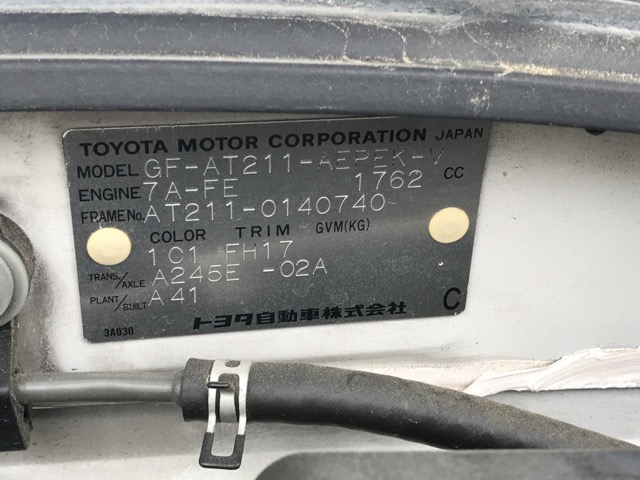 TOYOTA MOTOR CORPORATION JAPAN
MODEL GF-AT211-AEPEK-V
ENGINE 7A-FE 1762 CC
FRAME No. AT211-0140740
COLOR TRIM GVM(KG)
1C1 FH17
TRANS./AXLE A245E -02A
PLANT/BUILT A41
トヨタ自動車株式会社 C
3A030